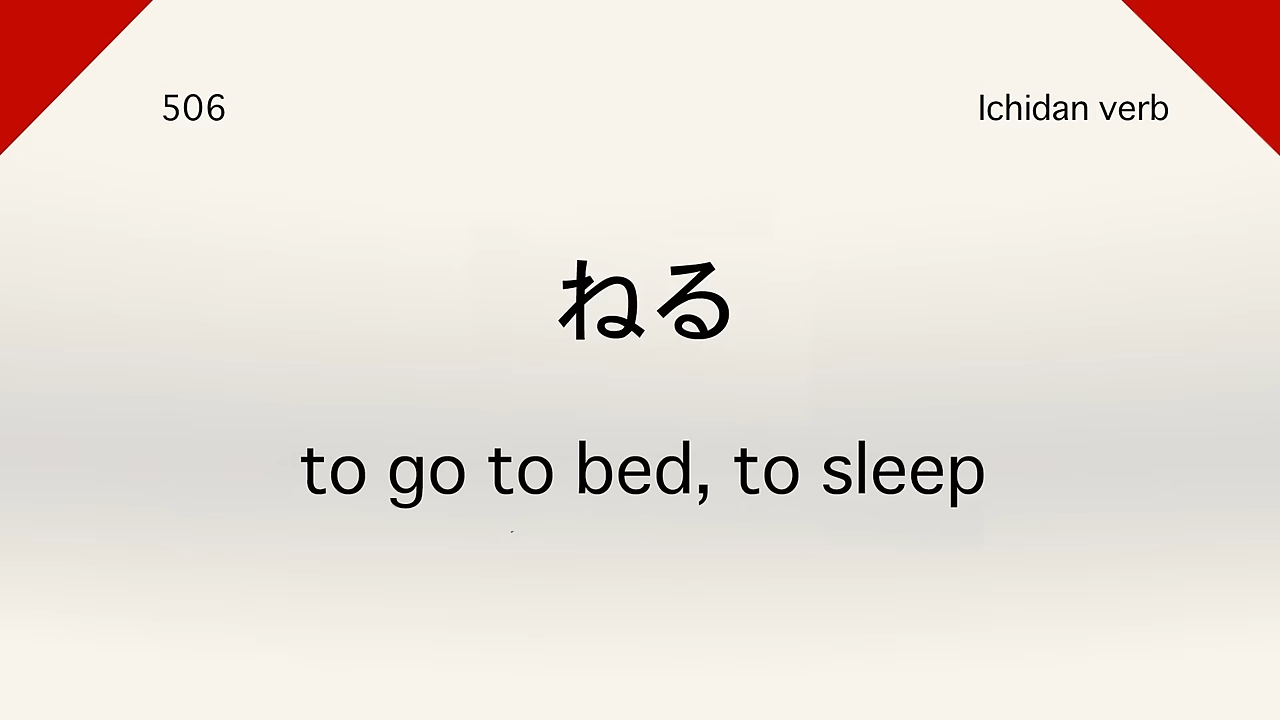 506
Ichidan verb
ねる
to go to bed, to sleep